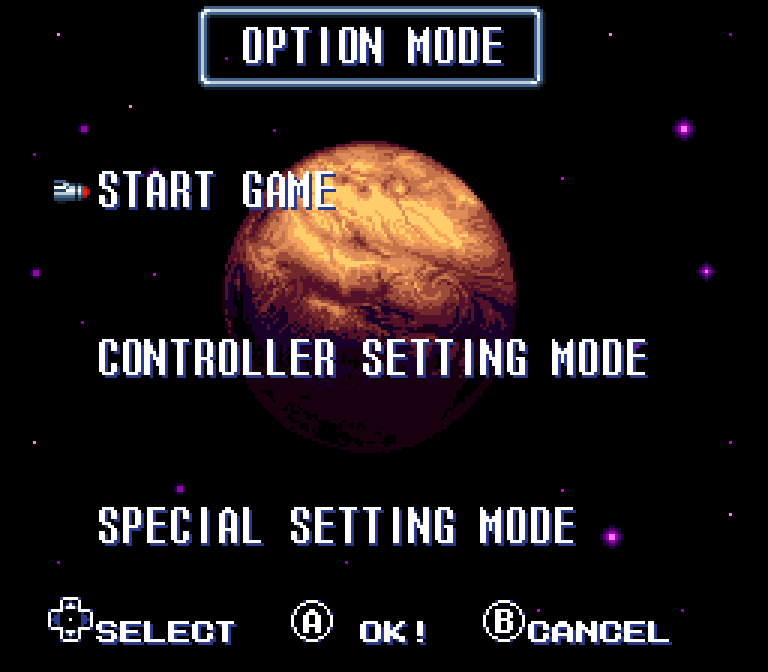 OPTION MODE
START GAME
CONTROLLER SETTING MODE
SPECIAL SETTING MODE
SELECT A OK! B CANCEL